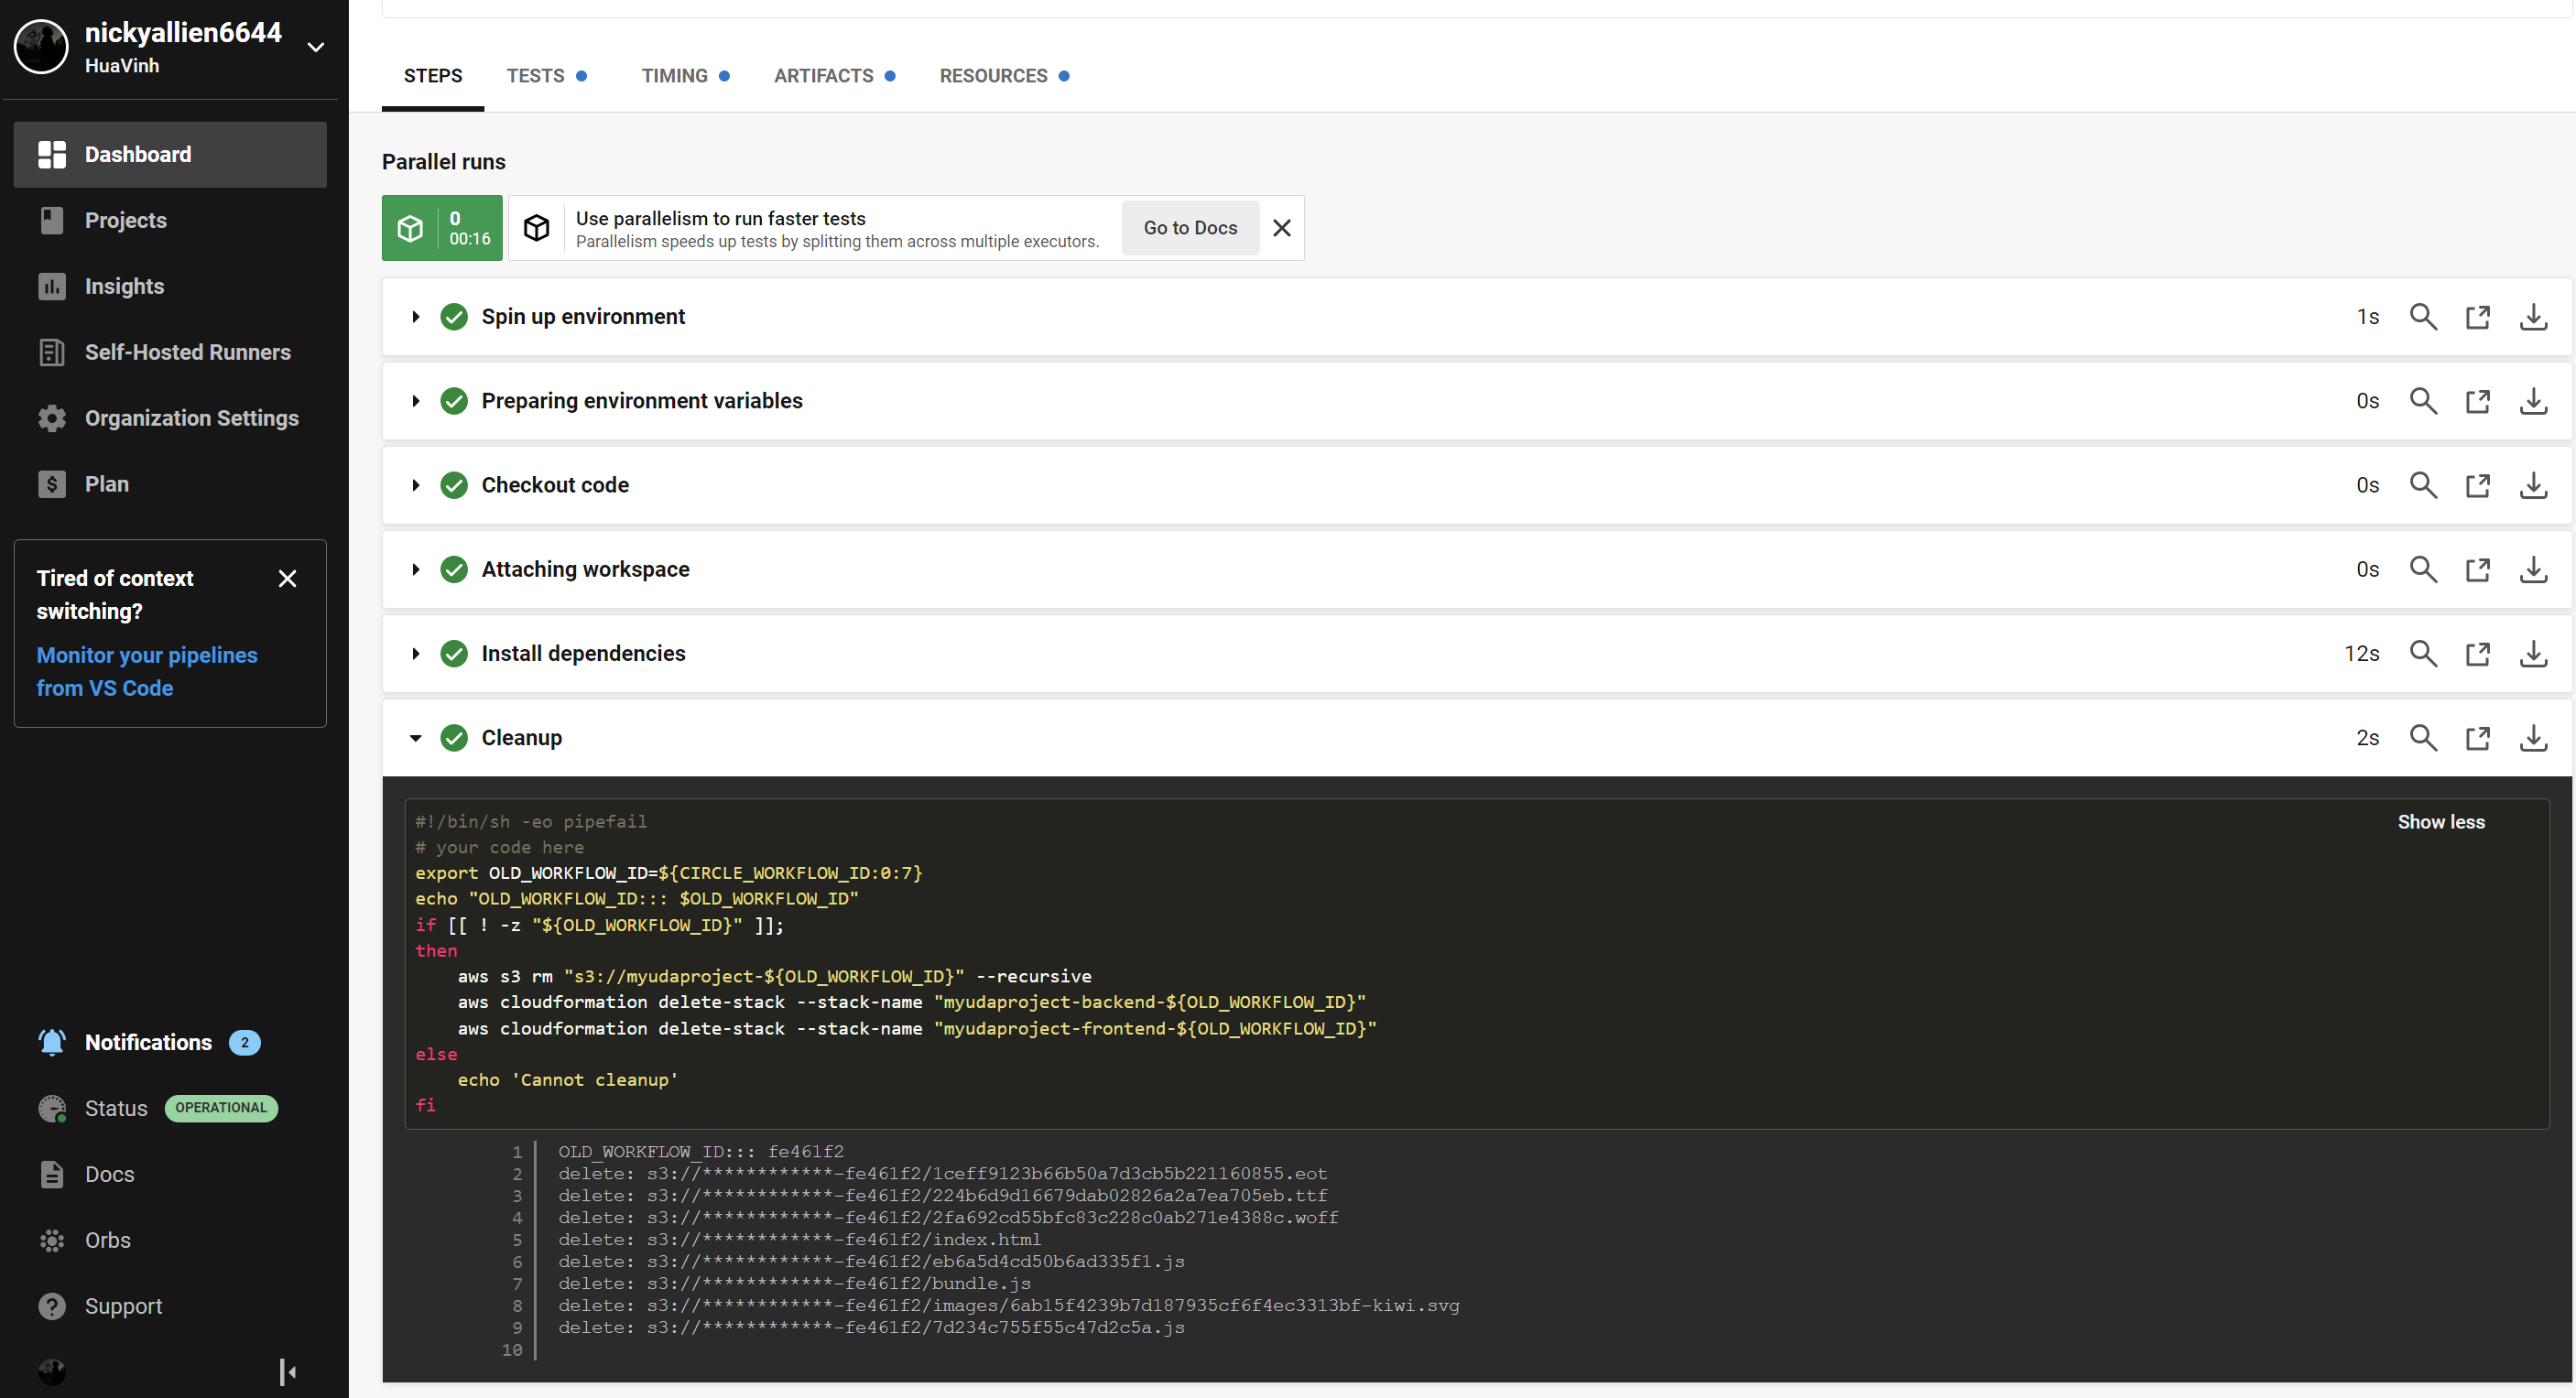 nickyallien6644
HuaVinh
Dashboard
Projects
Insights
Self-Hosted Runners
Organization Settings
Plan
Tired of context
switching?
Monitor your pipelines
from VS Code
Notifications 2
Status OPERATIONAL
Docs
Orbs
Support
STEPS TESTS TIMING ARTIFACTS RESOURCES
Parallel runs
0
00:16
Use parallelism to run faster tests
Parallelism speeds up tests by splitting them across multiple executors.
Go to Docs
Spin up environment 1s
Preparing environment variables 0s
Checkout code 0s
Attaching workspace 0s
Install dependencies 12s
Cleanup 2s
Show less
#!/bin/sh -eo pipefail
# your code here
export OLD_WORKFLOW_ID=${CIRCLE_WORKFLOW_ID:0:7}
echo "OLD_WORKFLOW_ID::: $OLD_WORKFLOW_ID"
if [[ ! -z "${OLD_WORKFLOW_ID}" ]];
then
    aws s3 rm "s3://myudaproject-${OLD_WORKFLOW_ID}" --recursive
    aws cloudformation delete-stack --stack-name "myudaproject-backend-${OLD_WORKFLOW_ID}"
    aws cloudformation delete-stack --stack-name "myudaproject-frontend-${OLD_WORKFLOW_ID}"
else
    echo 'Cannot cleanup'
fi
1 OLD_WORKFLOW_ID::: fe461f2
2 delete: s3://************-fe461f2/1ceff9123b66b50a7d3cb5b221160855.eot
3 delete: s3://************-fe461f2/224b6d9d16679dab02826a2a7ea705eb.ttf
4 delete: s3://************-fe461f2/2fa692cd55bfc83c228c0ab271e4388c.woff
5 delete: s3://************-fe461f2/index.html
6 delete: s3://************-fe461f2/eb6a5d4cd50b6ad335f1.js
7 delete: s3://************-fe461f2/bundle.js
8 delete: s3://************-fe461f2/images/6ab15f4239b7d187935cf6f4ec3313bf-kiwi.svg
9 delete: s3://************-fe461f2/7d234c755f55c47d2c5a.js
10